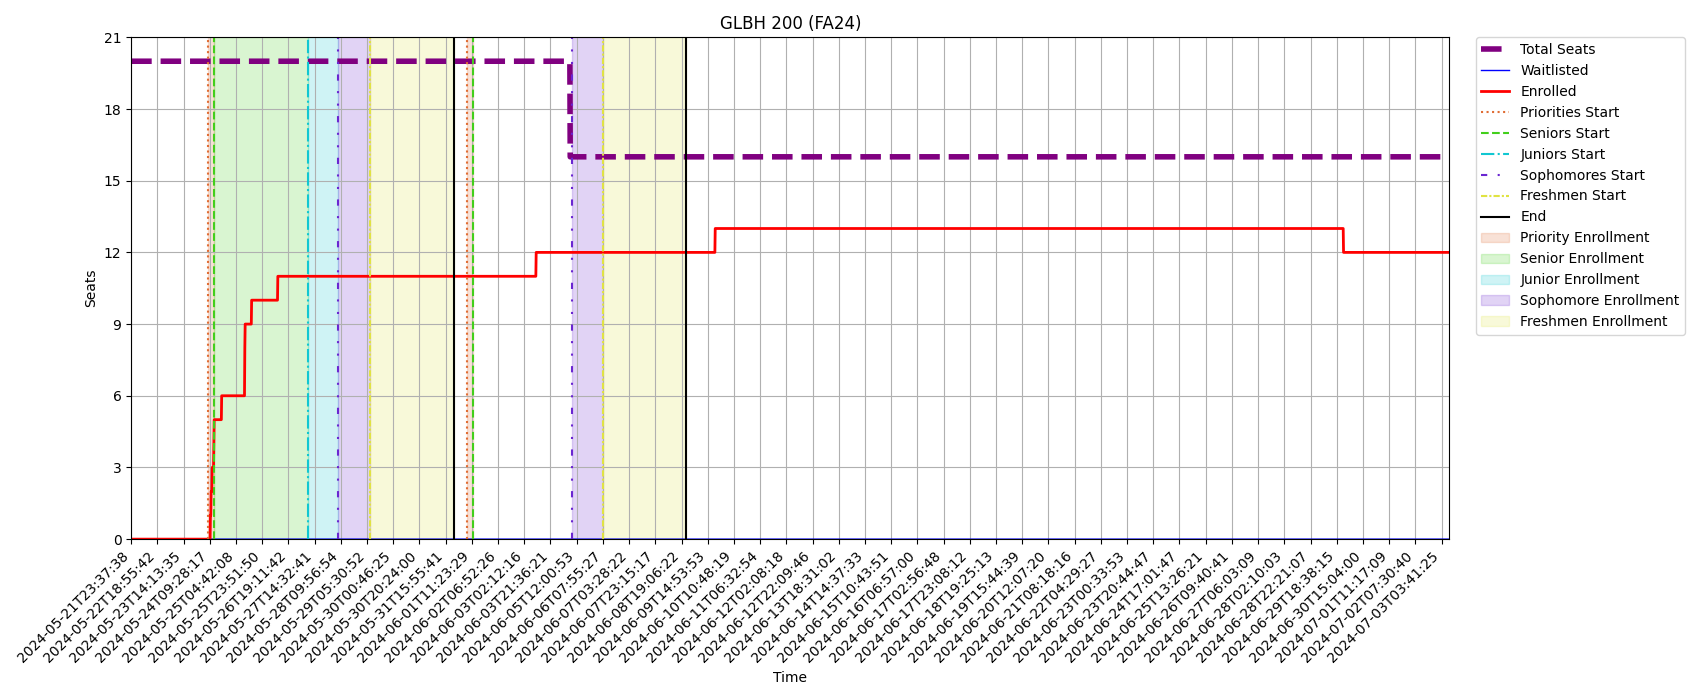 GLBH 200 (FA24)
21
18
15
12
9
6
3
0
Seats
2024-05-21T23:37:38
2024-05-22T18:55:42
2024-05-23T14:13:35
2024-05-24T09:28:17
2024-05-25T04:42:08
2024-05-25T23:51:50
2024-05-26T19:11:42
2024-05-27T14:32:41
2024-05-28T09:56:54
2024-05-29T05:30:52
2024-05-30T00:46:25
2024-05-30T20:24:00
2024-05-31T15:55:41
2024-06-01T11:23:29
2024-06-02T06:52:26
2024-06-03T02:12:16
2024-06-03T21:36:21
2024-06-05T12:00:53
2024-06-06T07:55:27
2024-06-07T03:28:22
2024-06-07T23:15:17
2024-06-08T19:06:22
2024-06-09T14:53:53
2024-06-10T10:48:19
2024-06-11T06:32:54
2024-06-12T02:08:18
2024-06-12T22:09:46
2024-06-13T18:31:02
2024-06-14T14:37:33
2024-06-15T10:43:51
2024-06-16T06:57:00
2024-06-17T02:56:48
2024-06-17T23:08:12
2024-06-18T19:25:13
2024-06-19T15:44:39
2024-06-20T12:07:20
2024-06-21T08:18:16
2024-06-22T04:29:27
2024-06-23T00:33:53
2024-06-23T20:44:47
2024-06-24T17:01:47
2024-06-25T13:26:21
2024-06-26T09:40:41
2024-06-27T06:03:09
2024-06-28T02:10:03
2024-06-28T22:21:07
2024-06-29T18:38:15
2024-06-30T15:04:00
2024-07-01T11:17:09
2024-07-02T07:30:40
2024-07-03T03:41:25
Time
Total Seats
Waitlisted
Enrolled
Priorities Start
Seniors Start
Juniors Start
Sophomores Start
Freshmen Start
End
Priority Enrollment
Senior Enrollment
Junior Enrollment
Sophomore Enrollment
Freshmen Enrollment